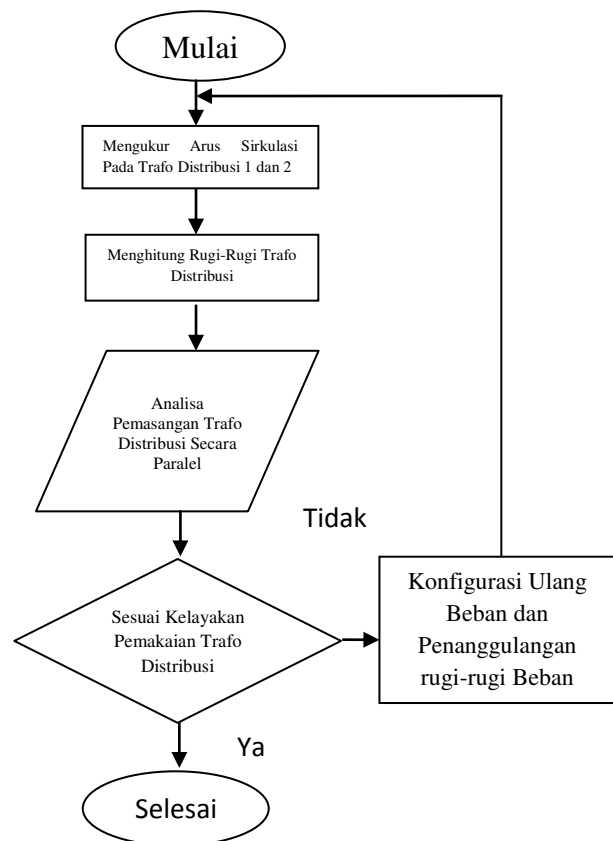 Mulai
Mengukur Arus Sirkulasi
Pada Trafo Distribusi 1 dan 2
Menghitung Rugi-Rugi Trafo
Distribusi
Analisa
Pemasangan Trafo
Distribusi Secara
Paralel
Tidak
Sesuai Kelayakan
Pemakaian Trafo
Distribusi
Konfigurasi Ulang
Beban dan
Penanggulangan
rugi-rugi Beban
Ya
Selesai